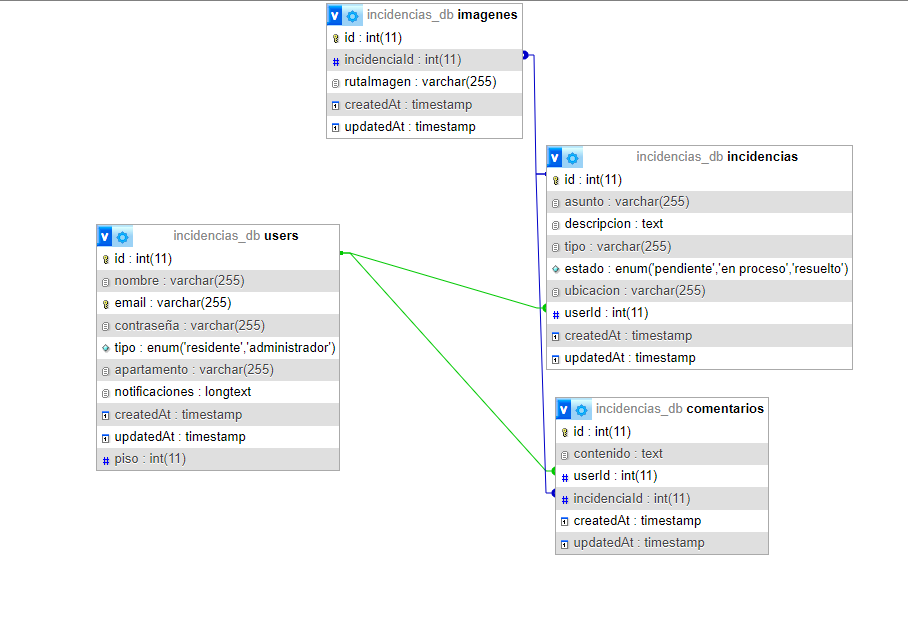 incidencias_db imagenes
id : int(11)
incidenciaId : int(11)
rutaImagen : varchar(255)
createdAt : timestamp
updatedAt : timestamp
incidencias_db incidencias
id : int(11)
asunto : varchar(255)
descripcion : text
tipo : varchar(255)
estado : enum('pendiente','en proceso','resuelto')
ubicacion : varchar(255)
userId : int(11)
createdAt : timestamp
updatedAt : timestamp
incidencias_db users
id : int(11)
nombre : varchar(255)
email : varchar(255)
contraseña : varchar(255)
tipo : enum('residente','administrador')
apartamento : varchar(255)
notificaciones : longtext
createdAt : timestamp
updatedAt : timestamp
piso : int(11)
incidencias_db comentarios
id : int(11)
contenido : text
userId : int(11)
incidenciaId : int(11)
createdAt : timestamp
updatedAt : timestamp